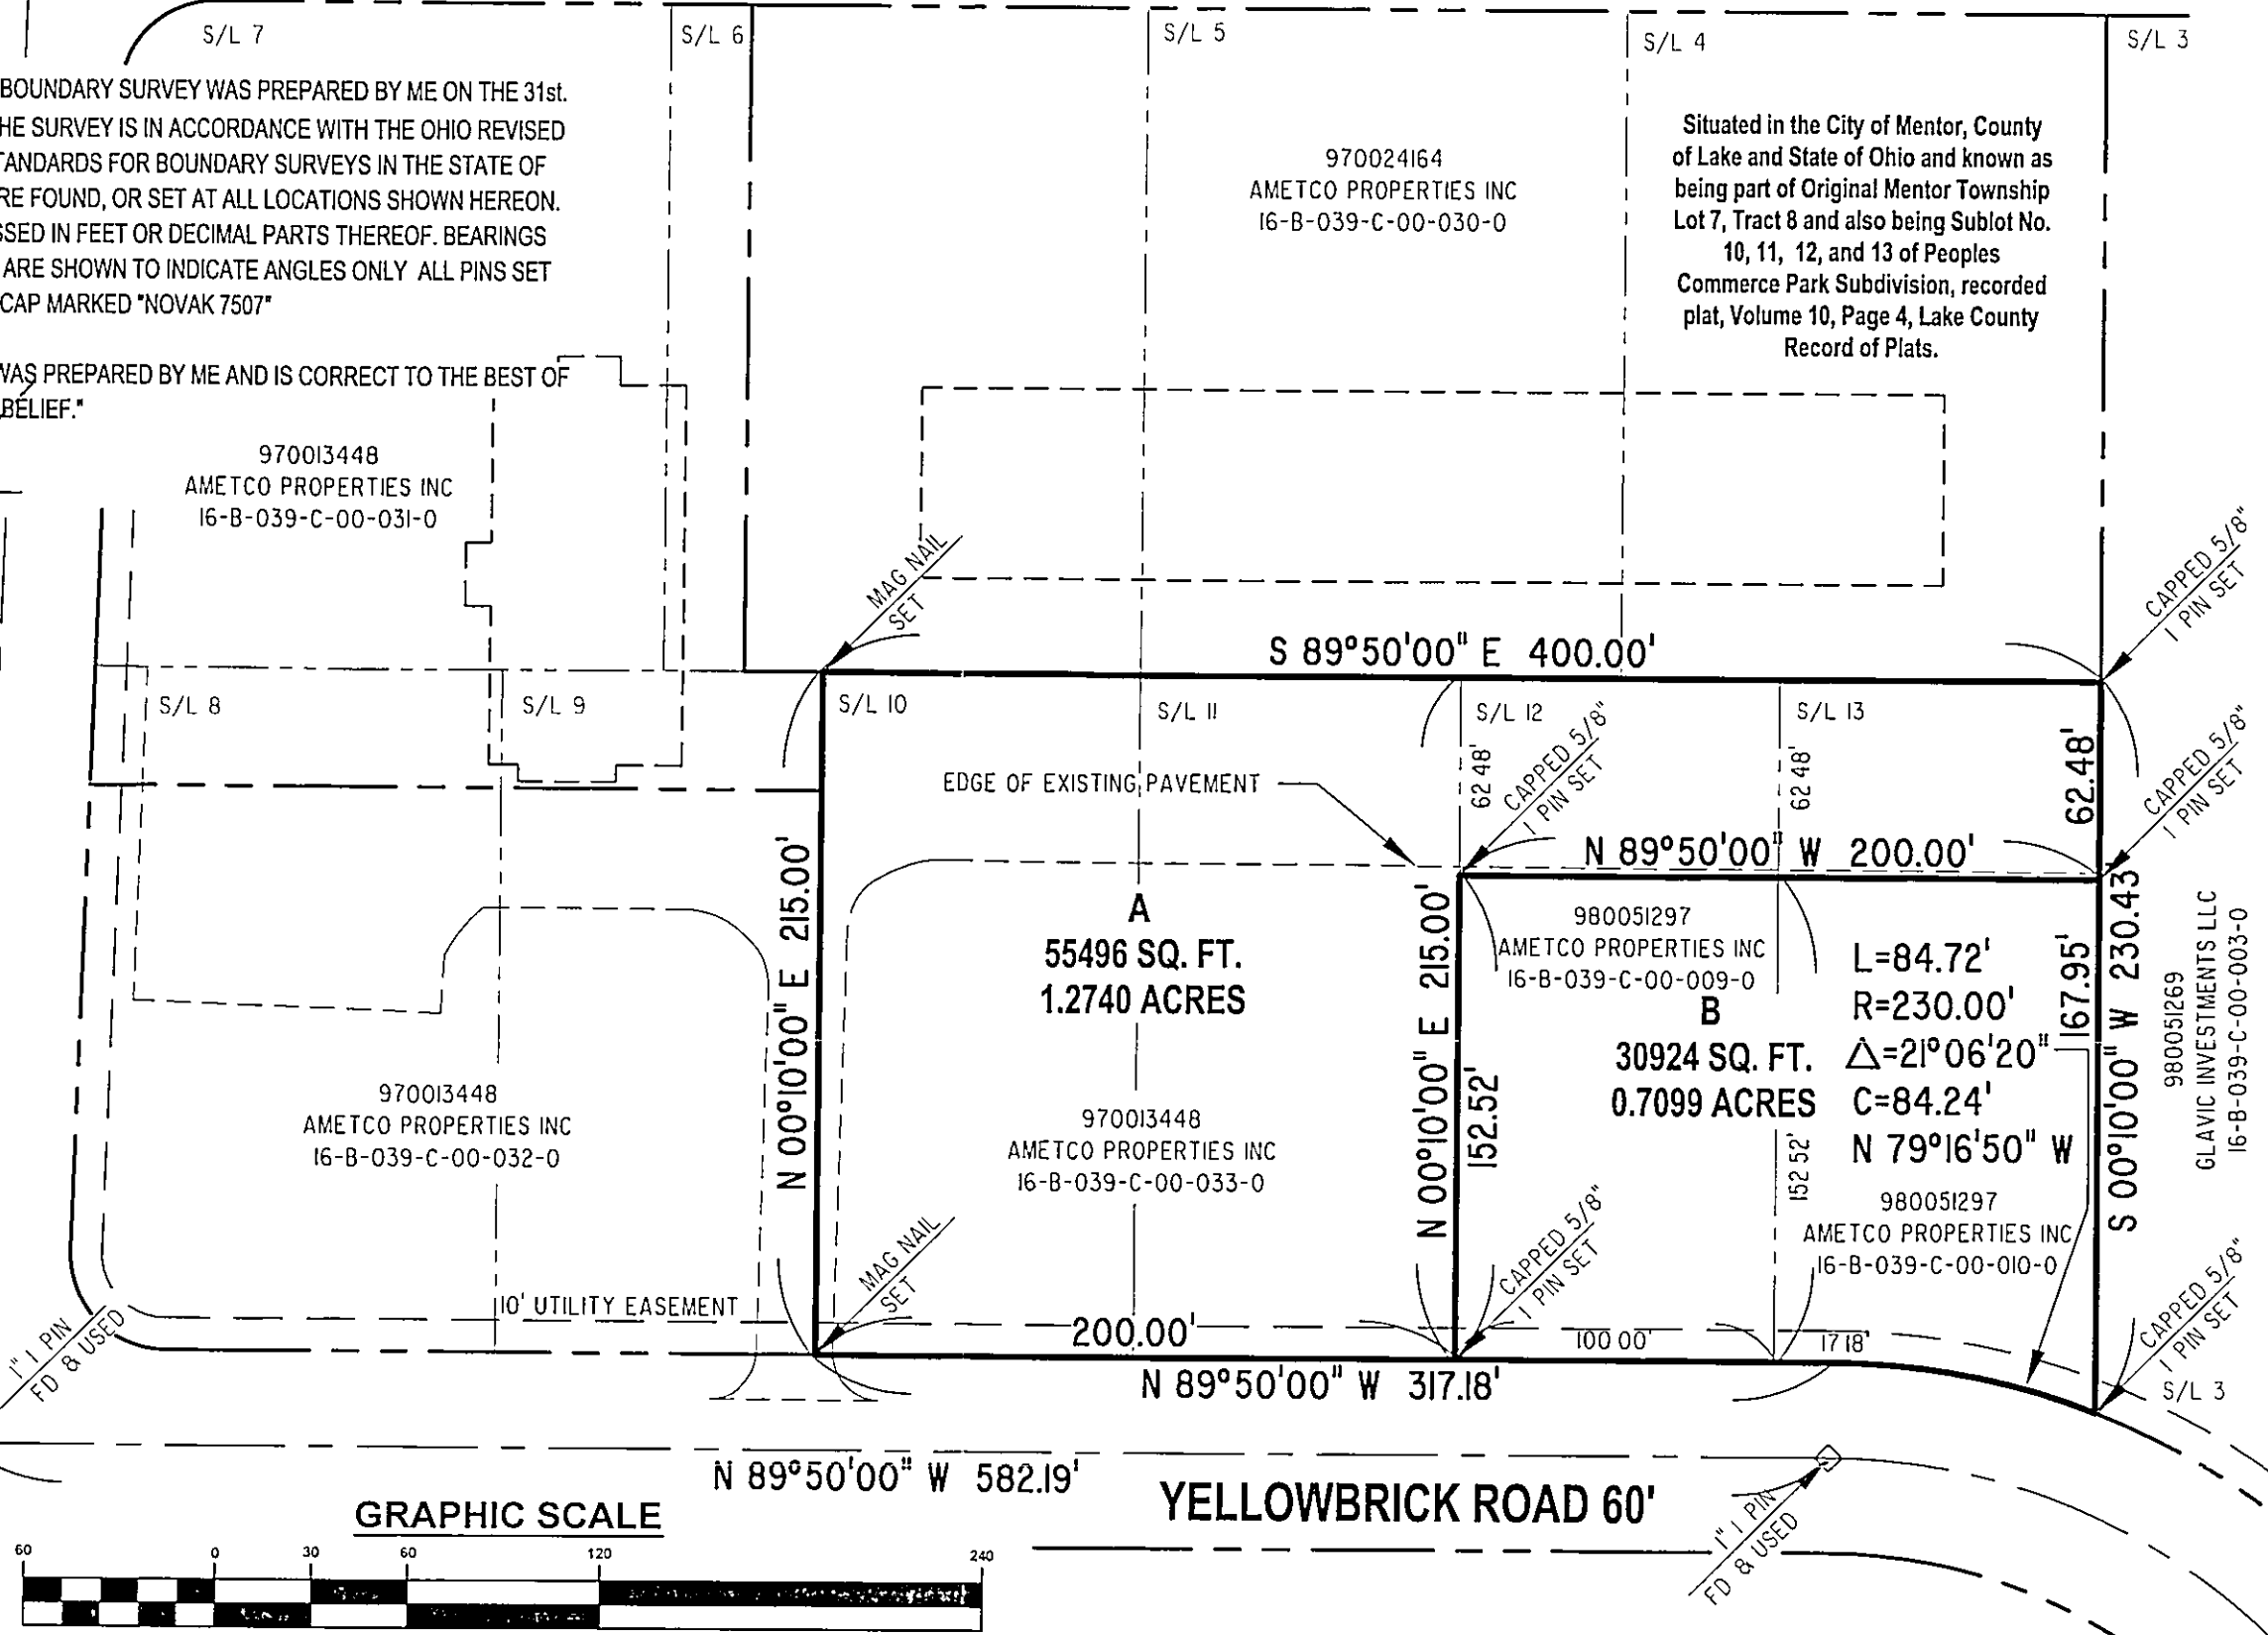 S/L 7
S/L 6
S/L 5
S/L 4
S/L 3
BOUNDARY SURVEY WAS PREPARED BY ME ON THE 31st.
HE SURVEY IS IN ACCORDANCE WITH THE OHIO REVISED
TANDARDS FOR BOUNDARY SURVEYS IN THE STATE OF
RE FOUND, OR SET AT ALL LOCATIONS SHOWN HEREON.
SSED IN FEET OR DECIMAL PARTS THEREOF. BEARINGS
ARE SHOWN TO INDICATE ANGLES ONLY ALL PINS SET
CAP MARKED "NOVAK 7507"
WAS PREPARED BY ME AND IS CORRECT TO THE BEST OF
BELIEF."
970024164
AMETCO PROPERTIES INC
16-B-039-C-00-030-0
Situated in the City of Mentor, County
of Lake and State of Ohio and known as
being part of Original Mentor Township
Lot 7, Tract 8 and also being Sublot No.
10, 11, 12, and 13 of Peoples
Commerce Park Subdivision, recorded
plat, Volume 10, Page 4, Lake County
Record of Plats.
970013448
AMETCO PROPERTIES INC
16-B-039-C-00-031-0
MAG NAIL
SET
CAPPED 5/8"
I PIN SET
S 89°50'00" E 400.00'
S/L 8
S/L 9
S/L 10
S/L 11
S/L 12
S/L 13
62 48'
CAPPED 5/8"
I PIN SET
62 48'
62.48'
CAPPED 5/8"
I PIN SET
EDGE OF EXISTING PAVEMENT
N 89°50'00" W 200.00'
N 00°10'00" E 215.00'
A
55496 SQ. FT.
1.2740 ACRES
N 00°10'00" E 215.00'
152.52'
980051297
AMETCO PROPERTIES INC
16-B-039-C-00-009-0
B
30924 SQ. FT.
0.7099 ACRES
L=84.72'
R=230.00'
Δ=21°06'20"
C=84.24'
N 79°16'50" W
167.95'
S 00°10'00" W 230.43'
980051269
GLAVIC INVESTMENTS LLC
16-B-039-C-00-003-0
970013448
AMETCO PROPERTIES INC
16-B-039-C-00-032-0
970013448
AMETCO PROPERTIES INC
16-B-039-C-00-033-0
152 52'
980051297
AMETCO PROPERTIES INC
16-B-039-C-00-010-0
1" I PIN
FD & USED
10' UTILITY EASEMENT
MAG NAIL
SET
CAPPED 5/8"
I PIN SET
CAPPED 5/8"
I PIN SET
200.00'
100 00'
17 18'
S/L 3
N 89°50'00" W 317.18'
N 89°50'00" W 582.19'
YELLOWBRICK ROAD 60'
1" I PIN
FD & USED
GRAPHIC SCALE
60 0 30 60 120 240